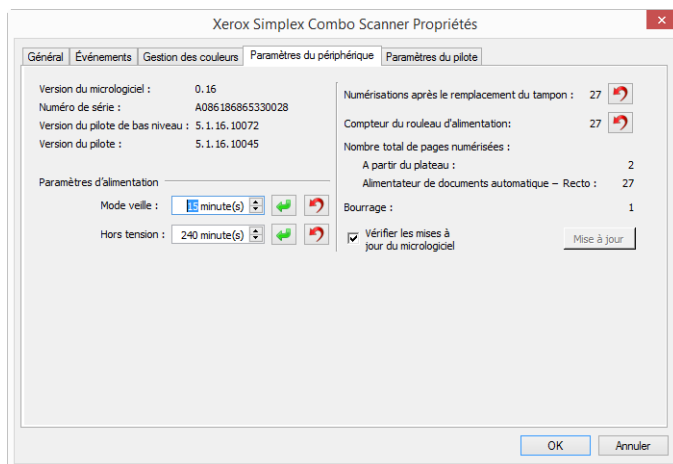 Xerox Simplex Combo Scanner Propriétés
Général Événements Gestion des couleurs Paramètres du périphérique Paramètres du pilote
Version du micrologiciel : 0.16
Numéro de série : A086186865330028
Version du pilote de bas niveau : 5.1.16.10072
Version du pilote : 5.1.16.10045
Paramètres d'alimentation
Mode veille : 15 minute(s)
Hors tension : 240 minute(s)
Numérisations après le remplacement du tampon : 27
Compteur du rouleau d'alimentation: 27
Nombre total de pages numérisées :
A partir du plateau : 2
Alimentateur de documents automatique – Recto : 27
Bourrage : 1
Vérifier les mises à
jour du micrologiciel
Mise à jour
OK Annuler